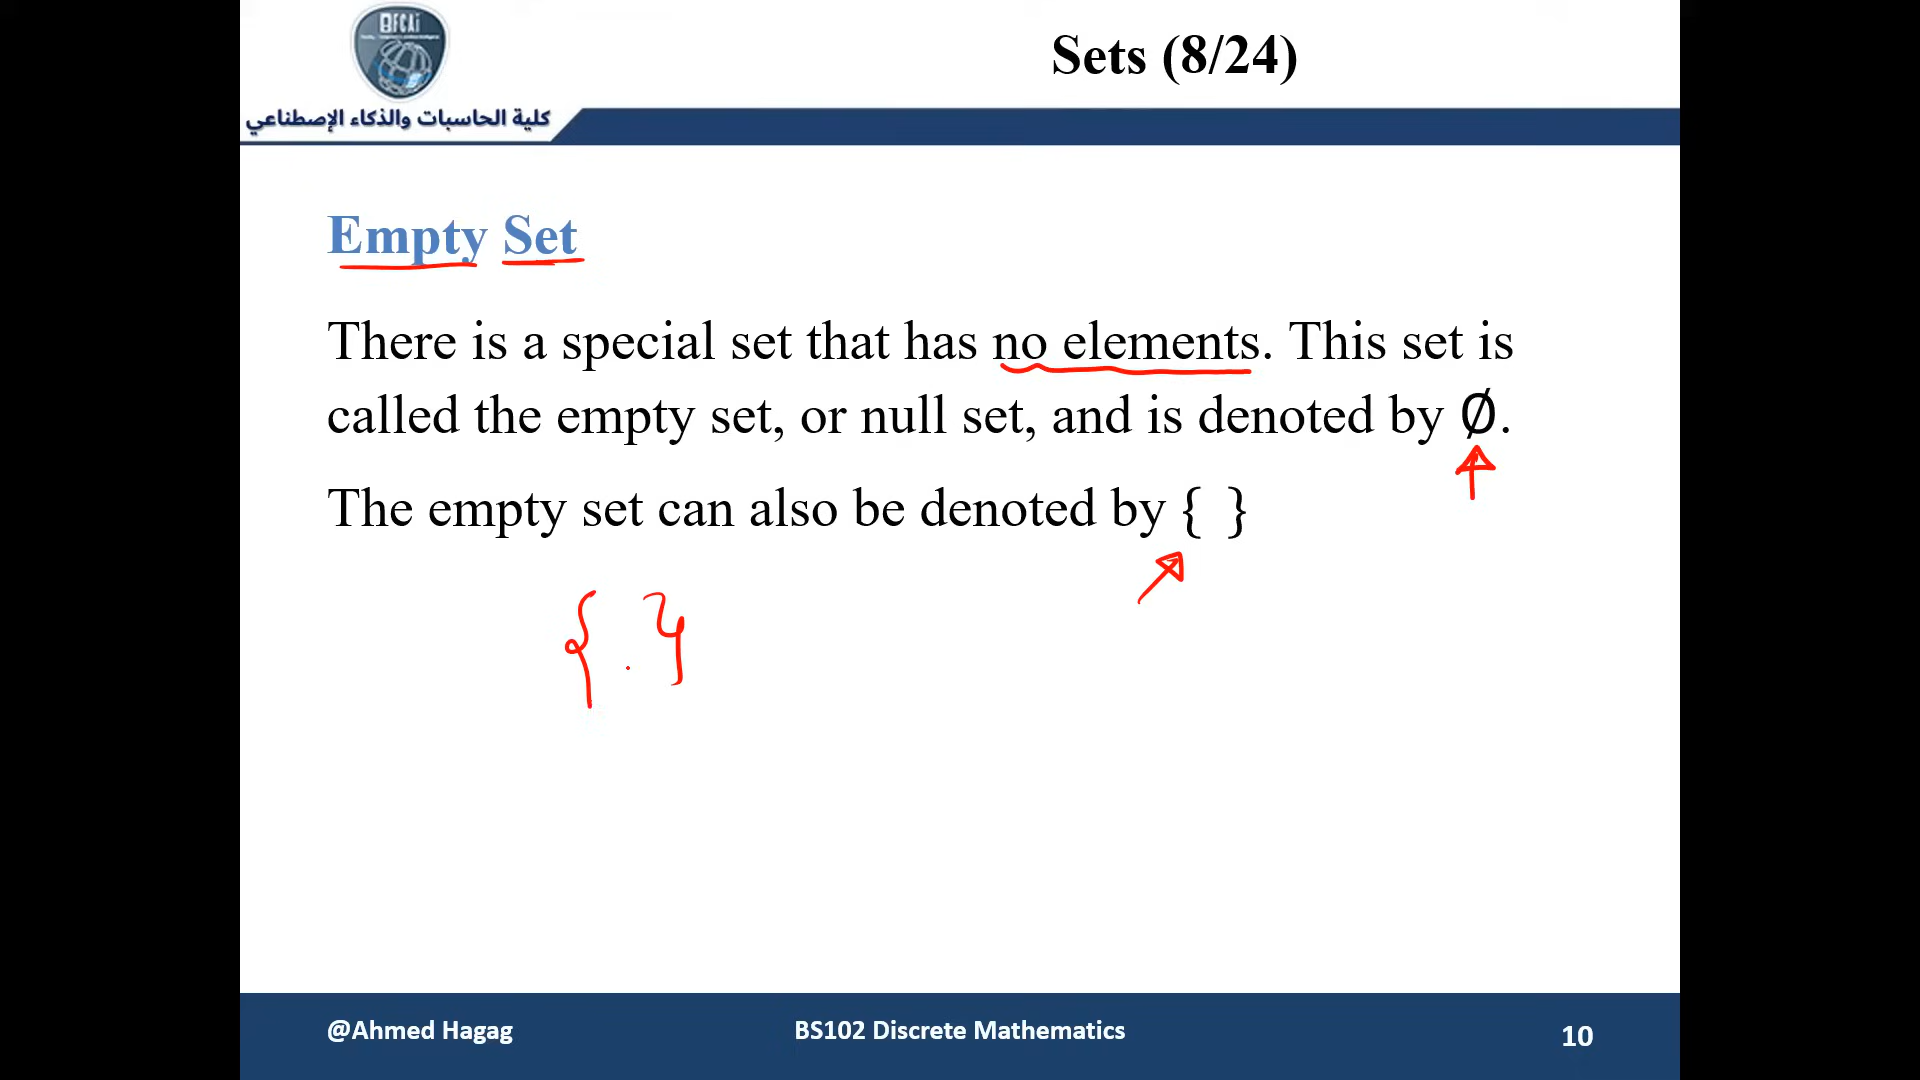 BFCAi
Sets (8/24)
كلية الحاسبات والذكاء الإصطناعي
Empty Set
There is a special set that has no elements. This set is
called the empty set, or null set, and is denoted by ∅.
The empty set can also be denoted by { }
{ . }
@Ahmed Hagag
BS102 Discrete Mathematics
10